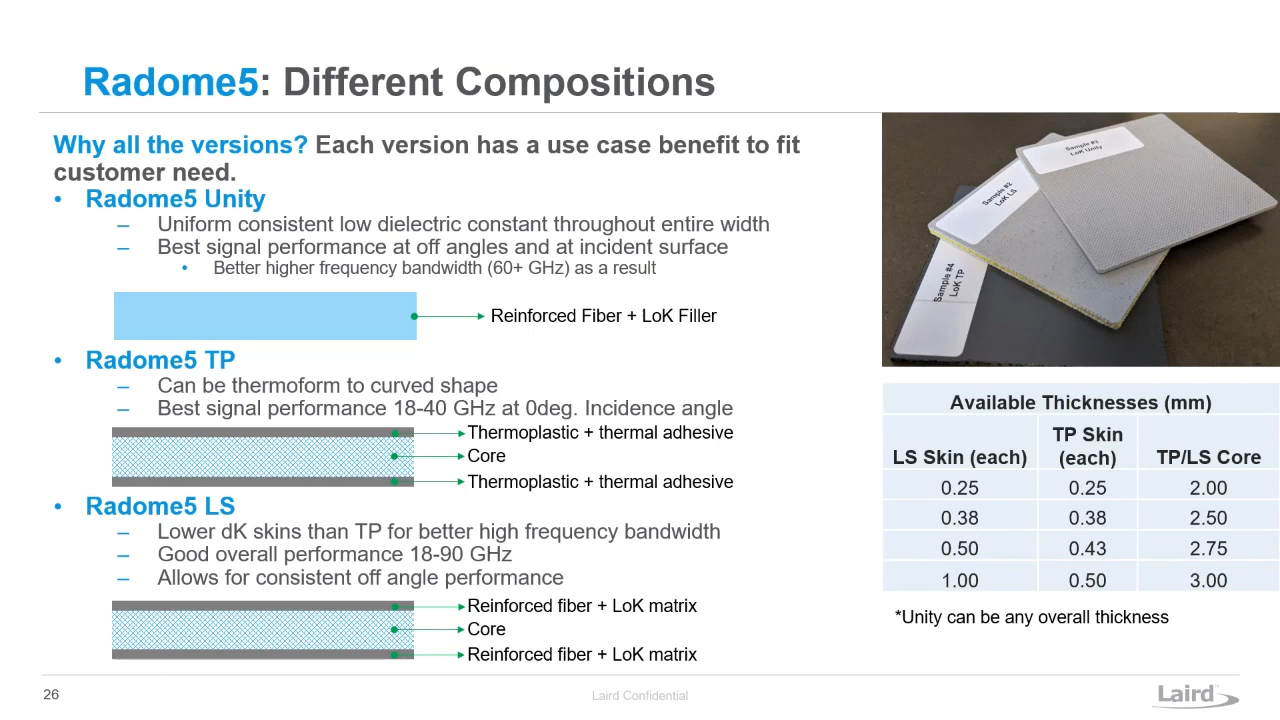 Radome5: Different Compositions
Why all the versions? Each version has a use case benefit to fit
customer need.
• Radome5 Unity
– Uniform consistent low dielectric constant throughout entire width
– Best signal performance at off angles and at incident surface
• Better higher frequency bandwidth (60+ GHz) as a result
Reinforced Fiber + LoK Filler
• Radome5 TP
– Can be thermoform to curved shape
– Best signal performance 18-40 GHz at 0deg. Incidence angle
Thermoplastic + thermal adhesive
Core
Thermoplastic + thermal adhesive
• Radome5 LS
– Lower dK skins than TP for better high frequency bandwidth
– Good overall performance 18-90 GHz
– Allows for consistent off angle performance
Reinforced fiber + LoK matrix
Core
Reinforced fiber + LoK matrix
Sample #3
LoK Unity
Sample #2
LoK LS
Sample #4
LoK TP
Available Thicknesses (mm)
LS Skin (each) TP Skin (each) TP/LS Core
0.25 0.25 2.00
0.38 0.38 2.50
0.50 0.43 2.75
1.00 0.50 3.00
*Unity can be any overall thickness
26
Laird Confidential
Laird™